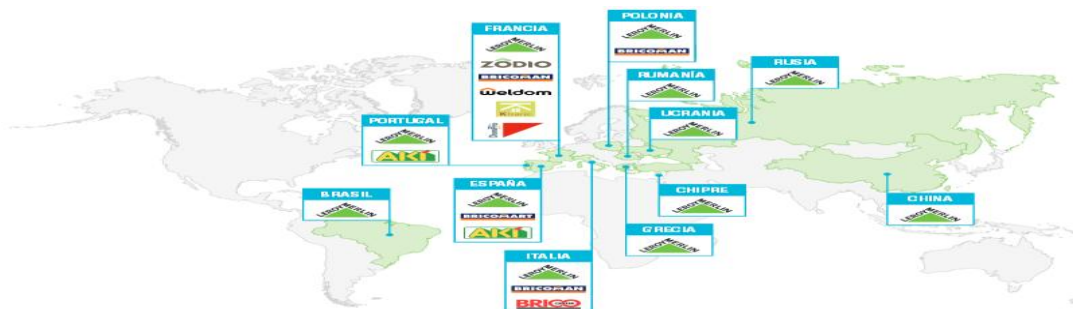 POLONIA
LEROY MERLIN
BRICOMAN
FRANCIA
LEROY MERLIN
ZÔDIO
BRICOMAN
weldom
RUSIA
LEROY MERLIN
RUMANÍA
LEROY MERLIN
UCRANIA
LEROY MERLIN
PORTUGAL
LEROY MERLIN
AKI
ESPAÑA
LEROY MERLIN
BRICOMART
AKI
BRASIL
LEROY MERLIN
CHIPRE
LEROY MERLIN
CHINA
LEROY MERLIN
GRECIA
LEROY MERLIN
ITALIA
LEROY MERLIN
BRICOMAN
BRICO